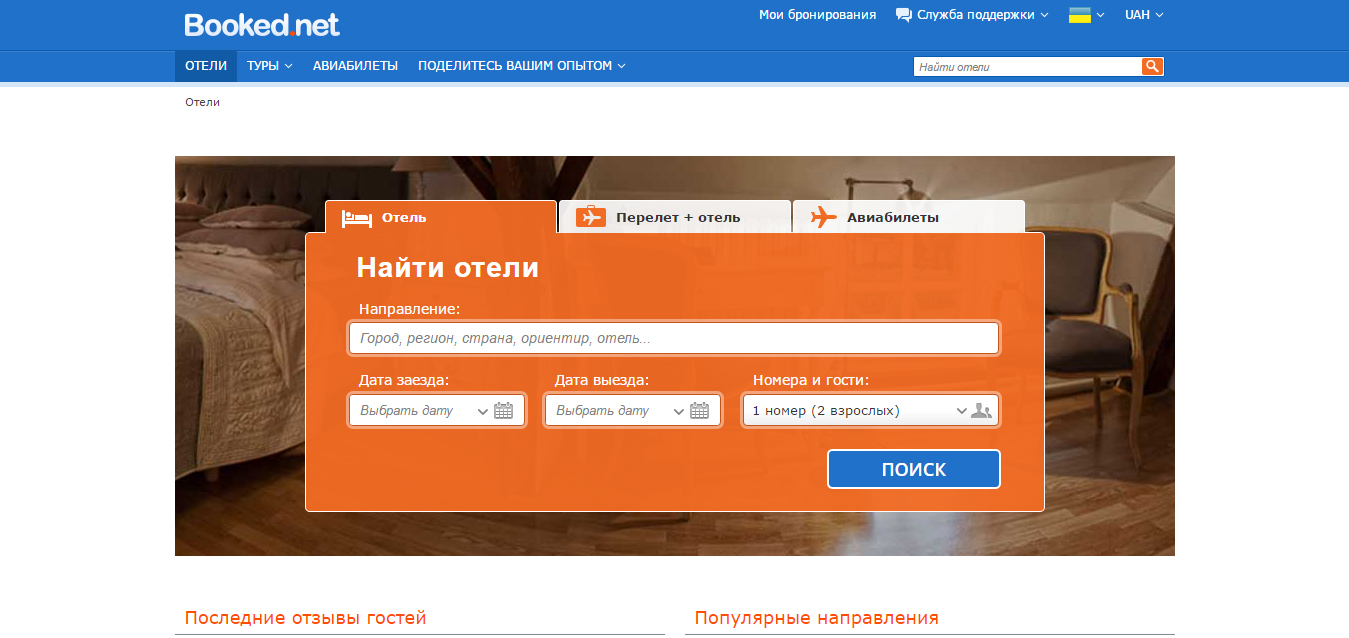 Booked.net
Мои бронирования Служба поддержки UAH
ОТЕЛИ ТУРЫ АВИАБИЛЕТЫ ПОДЕЛИТЕСЬ ВАШИМ ОПЫТОМ Найти отели
Отели
Отель Перелет + отель Авиабилеты
Найти отели
Направление:
Город, регион, страна, ориентир, отель...
Дата заезда: Дата выезда: Номера и гости:
Выбрать дату Выбрать дату 1 номер (2 взрослых)
ПОИСК
Последние отзывы гостей Популярные направления